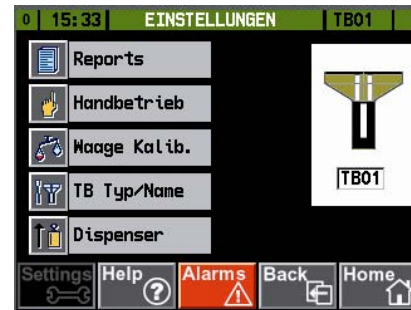 0 15:33 EINSTELLUNGEN TB01
Reports
Handbetrieb
Waage Kalib.
TB Typ/Name
Dispenser
TB01
Settings Help Alarms Back Home